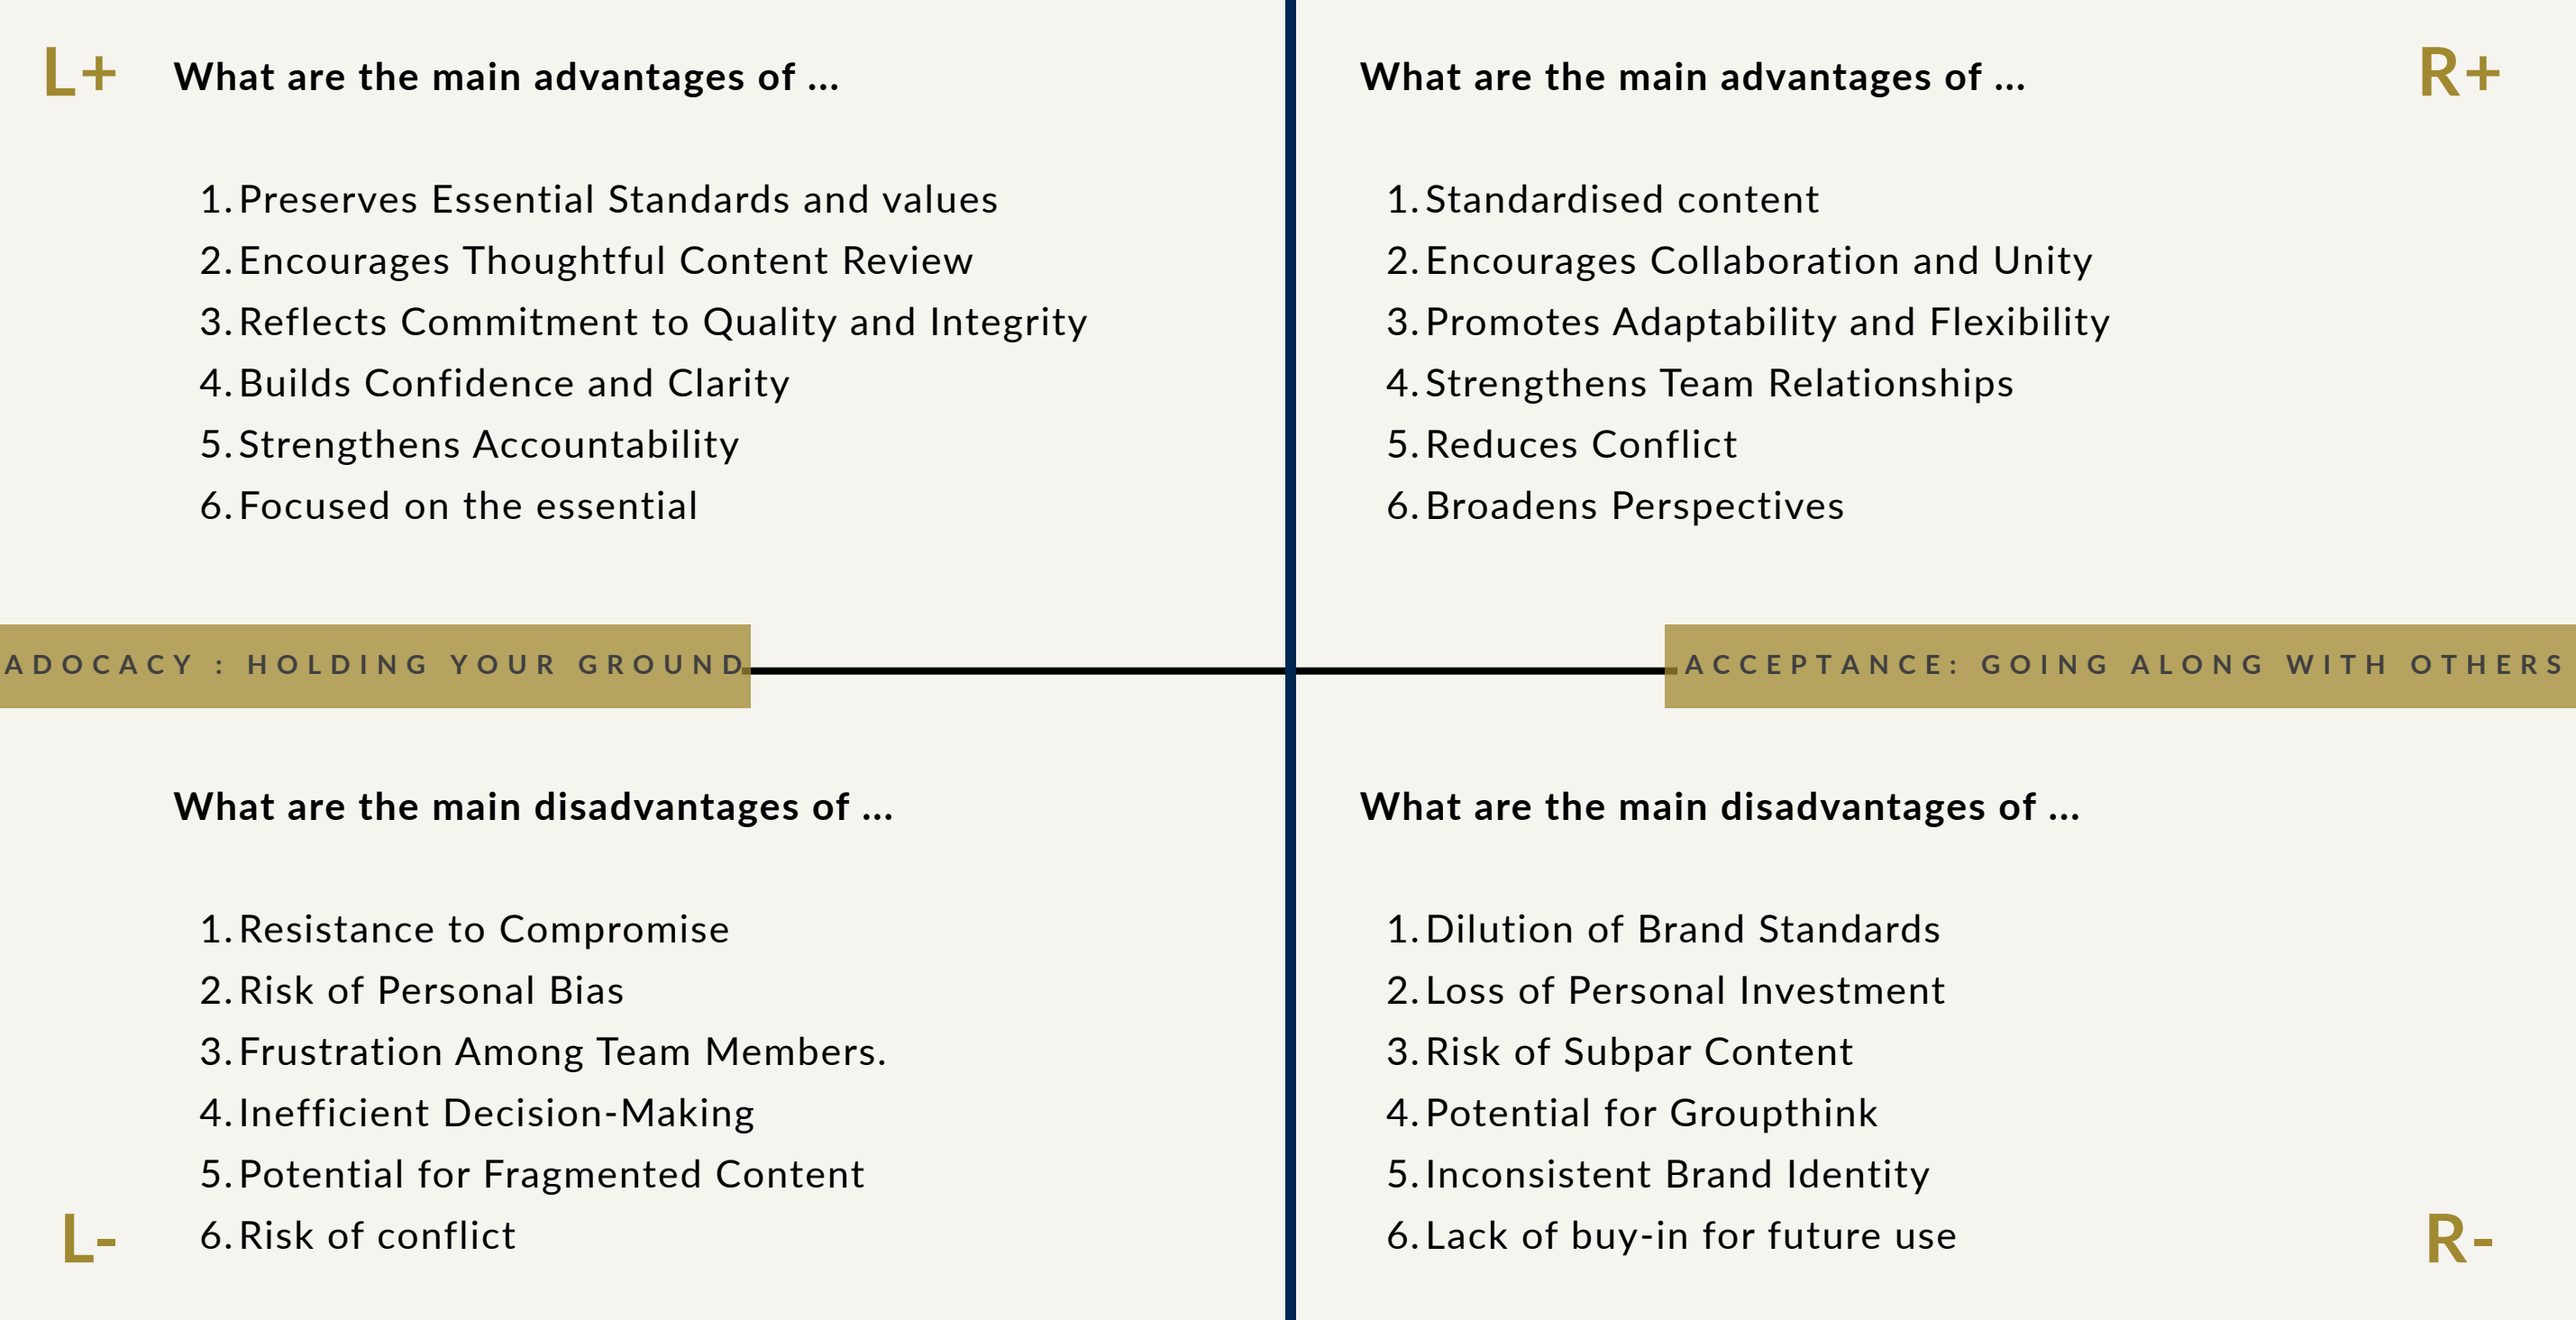 L+
What are the main advantages of ...
1. Preserves Essential Standards and values
2. Encourages Thoughtful Content Review
3. Reflects Commitment to Quality and Integrity
4. Builds Confidence and Clarity
5. Strengthens Accountability
6. Focused on the essential
R+
What are the main advantages of ...
1. Standardised content
2. Encourages Collaboration and Unity
3. Promotes Adaptability and Flexibility
4. Strengthens Team Relationships
5. Reduces Conflict
6. Broadens Perspectives
ADOCACY : HOLDING YOUR GROUND
ACCEPTANCE: GOING ALONG WITH OTHERS
What are the main disadvantages of ...
1. Resistance to Compromise
2. Risk of Personal Bias
3. Frustration Among Team Members.
4. Inefficient Decision-Making
5. Potential for Fragmented Content
6. Risk of conflict
L-
What are the main disadvantages of ...
1. Dilution of Brand Standards
2. Loss of Personal Investment
3. Risk of Subpar Content
4. Potential for Groupthink
5. Inconsistent Brand Identity
6. Lack of buy-in for future use
R-